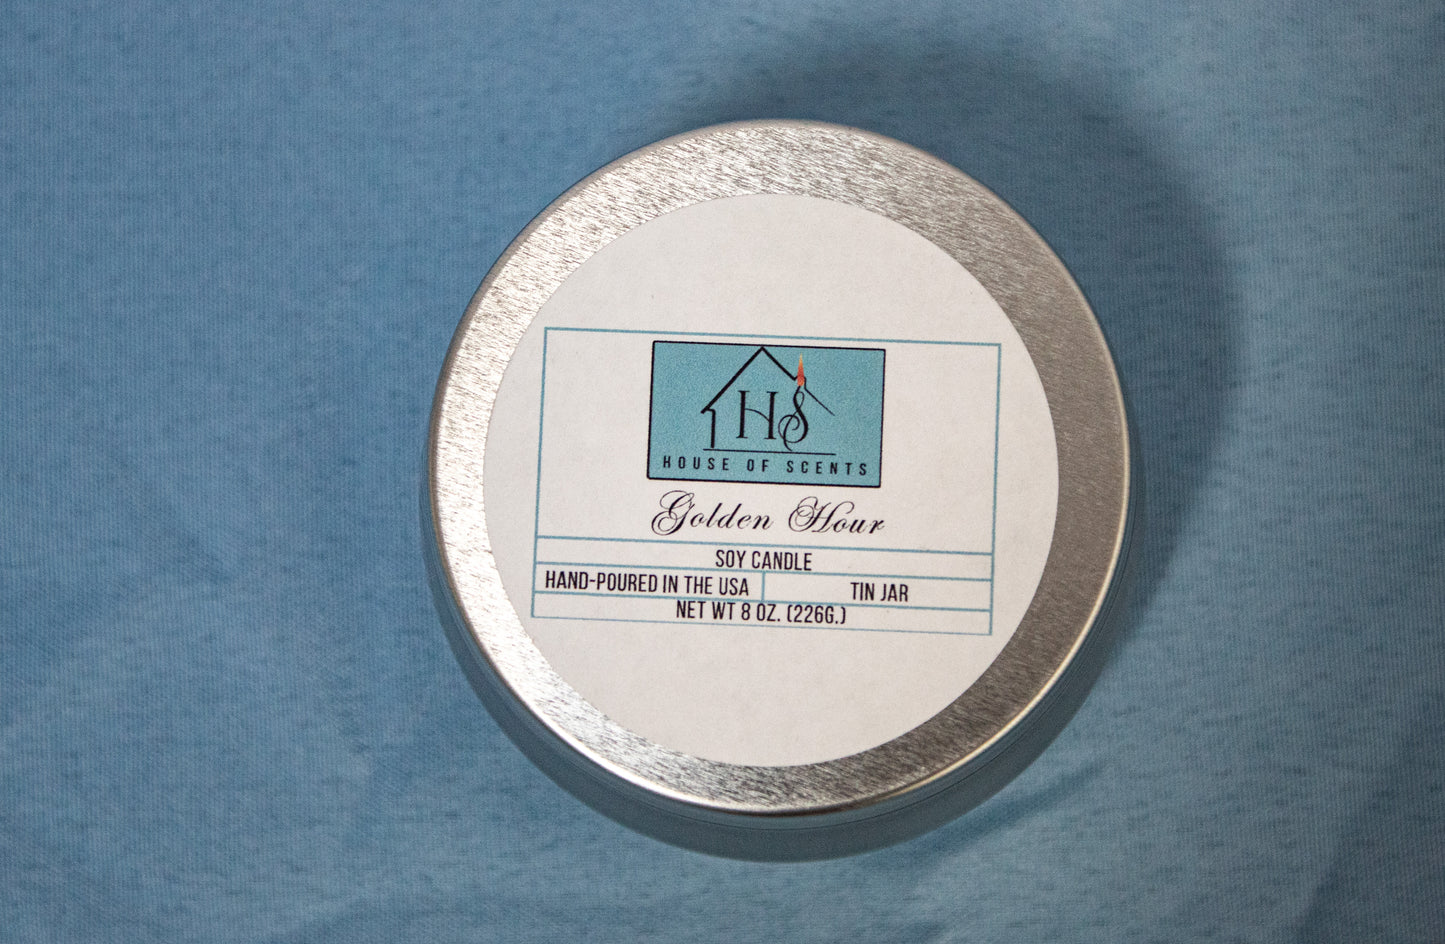 HS
HOUSE OF SCENTS
Golden Hour
SOY CANDLE
HAND-POURED IN THE USA
TIN JAR
NET WT 8 OZ. (226G.)